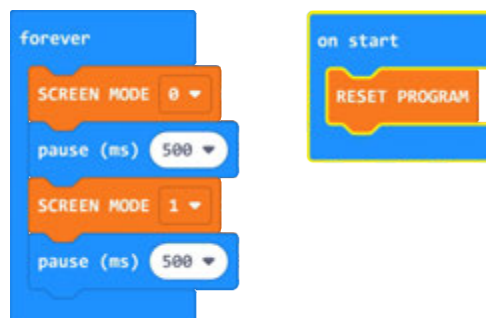 forever
SCREEN MODE 0
pause (ms) 500
SCREEN MODE 1
pause (ms) 500
on start
RESET PROGRAM